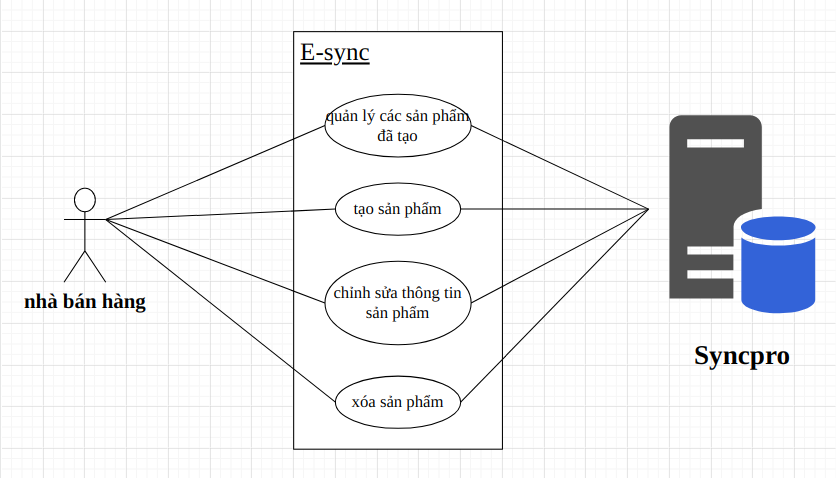 E-sync
quản lý các sản phẩm
đã tạo
tạo sản phẩm
chỉnh sửa thông tin
sản phẩm
xóa sản phẩm
nhà bán hàng
Syncpro